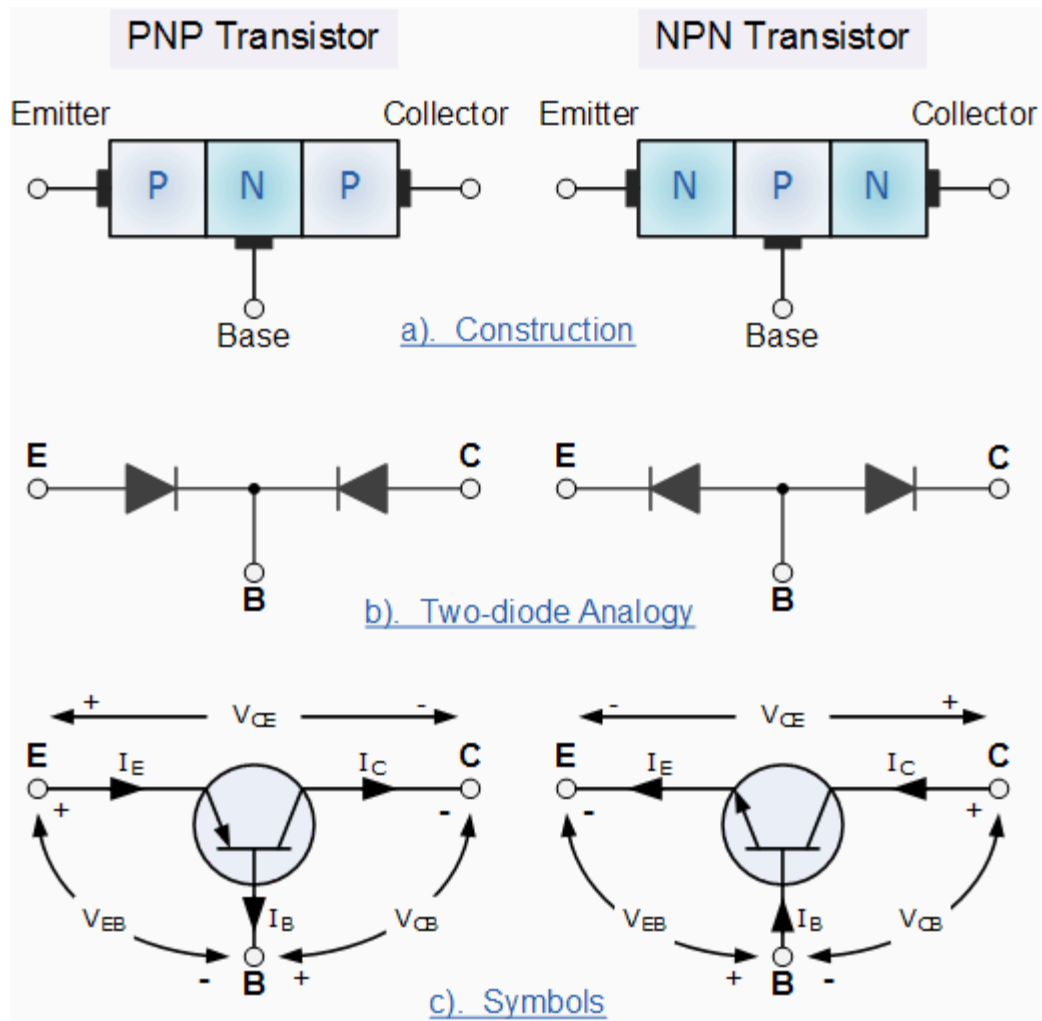 PNP Transistor NPN Transistor
Emitter Collector Emitter Collector
P N P N P N
Base a). Construction Base
E C E C
B b). Two-diode Analogy B
+ VCE - - VCE +
E IE IC C E IE IC C
+ - - +
VEB IB VCB VEB IB VCB
- B + + B -
c). Symbols